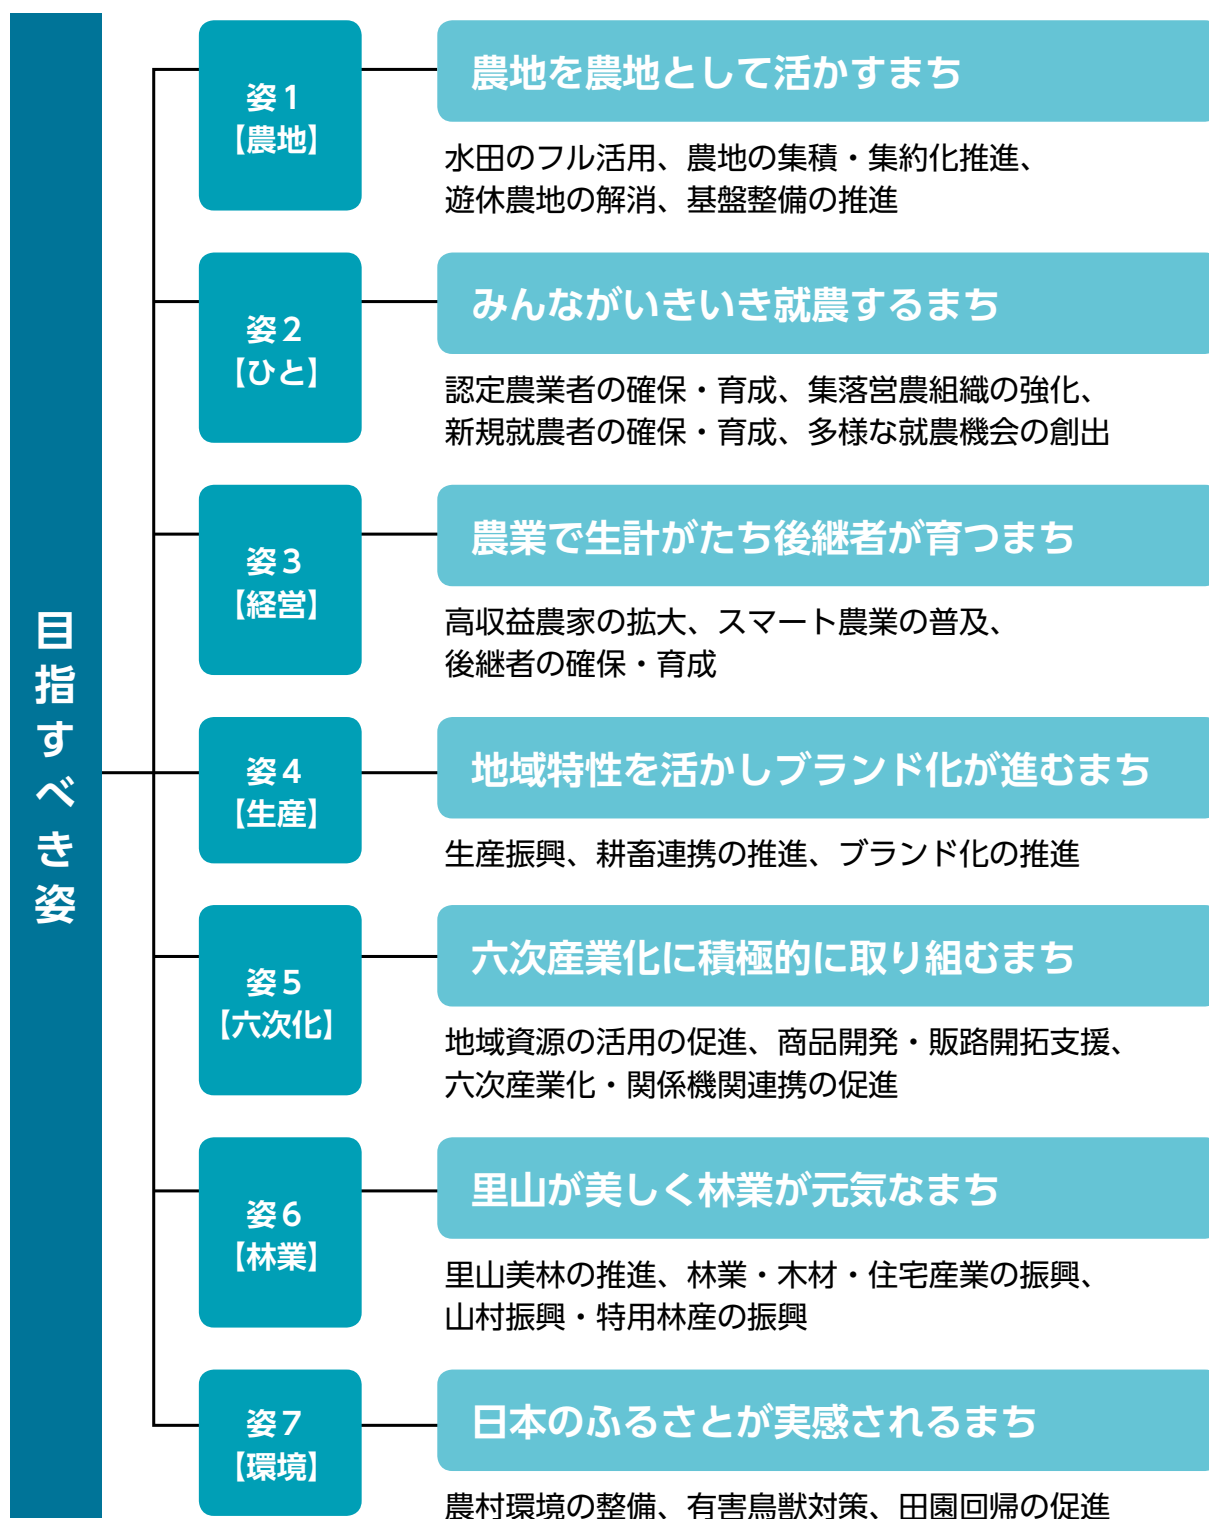 目指すべき姿
姿1
【農地】
農地を農地として活かすまち
水田のフル活用、農地の集積・集約化推進、
遊休農地の解消、基盤整備の推進
姿2
【ひと】
みんながいきいき就農するまち
認定農業者の確保・育成、集落営農組織の強化、
新規就農者の確保・育成、多様な就農機会の創出
姿3
【経営】
農業で生計がたち後継者が育つまち
高収益農家の拡大、スマート農業の普及、
後継者の確保・育成
姿4
【生産】
地域特性を活かしブランド化が進むまち
生産振興、耕畜連携の推進、ブランド化の推進
姿5
【六次化】
六次産業化に積極的に取り組むまち
地域資源の活用の促進、商品開発・販路開拓支援、
六次産業化・関係機関連携の促進
姿6
【林業】
里山が美しく林業が元気なまち
里山美林の推進、林業・木材・住宅産業の振興、
山村振興・特用林産の振興
姿7
【環境】
日本のふるさとが実感されるまち
農村環境の整備、有害鳥獣対策、田園回帰の促進